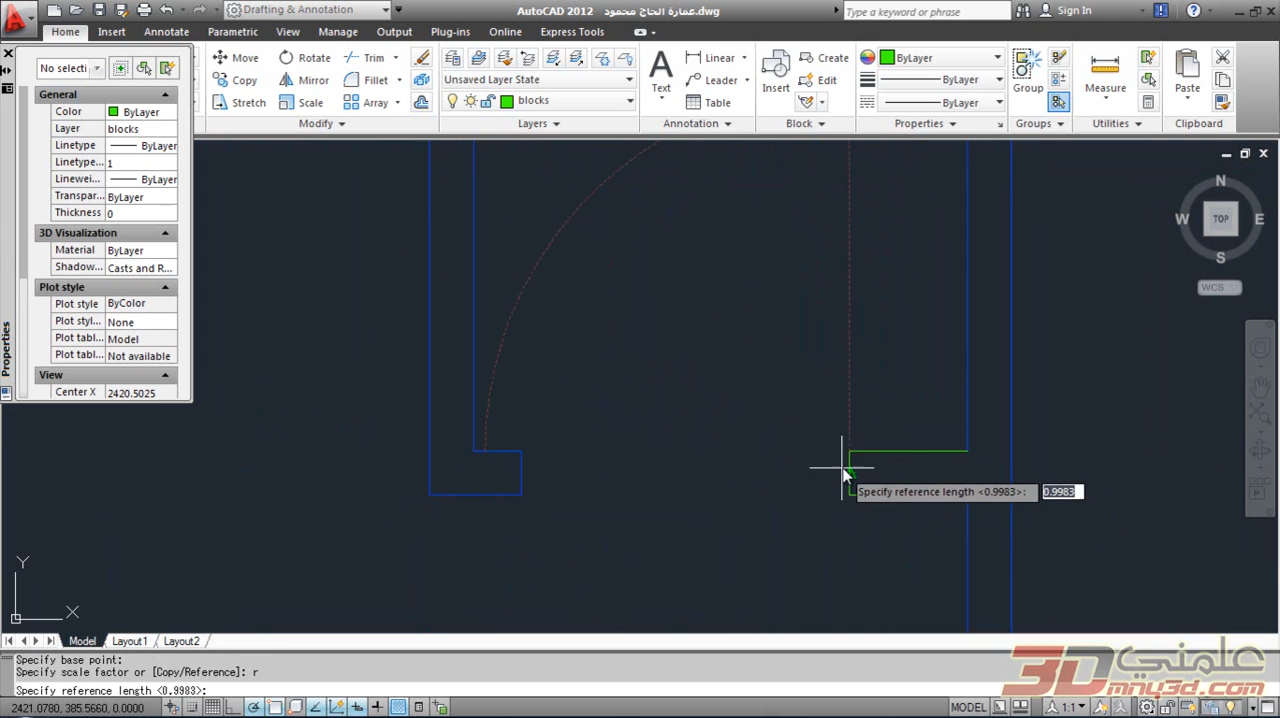 Drafting & Annotation
AutoCAD 2012 عمارة الحاج محمود.dwg
Type a keyword or phrase
Sign In
Home Insert Annotate Parametric View Manage Output Plug-ins Online Express Tools
No selecti
Move Rotate Trim
Copy Mirror Fillet
Stretch Scale Array
Modify
Unsaved Layer State
blocks
Layers
Text
Linear
Leader
Table
Annotation
Insert
Create
Edit
Block
ByLayer
ByLayer
ByLayer
Properties
Group
Groups
Measure
Utilities
Paste
Clipboard
General
Color ByLayer
Layer blocks
Linetype ByLayer
Linetype... 1
Linewei... ByLayer
Transpar... ByLayer
Thickness 0
3D Visualization
Material ByLayer
Shadow... Casts and R...
Plot style
Plot style ByColor
Plot styl... None
Plot tabl... Model
Plot tabl... Not available
View
Center X 2420.5025
Properties
N
W TOP E
S
WCS
Specify reference length <0.9983>: 0.9983
Y
X
Model Layout1 Layout2
Specify base point:
Specify scale factor or [Copy/Reference]: r
Specify reference length <0.9983>:
2421.0780, 385.5660, 0.0000
MODEL
1:1
علمني
3Dmny3d.com